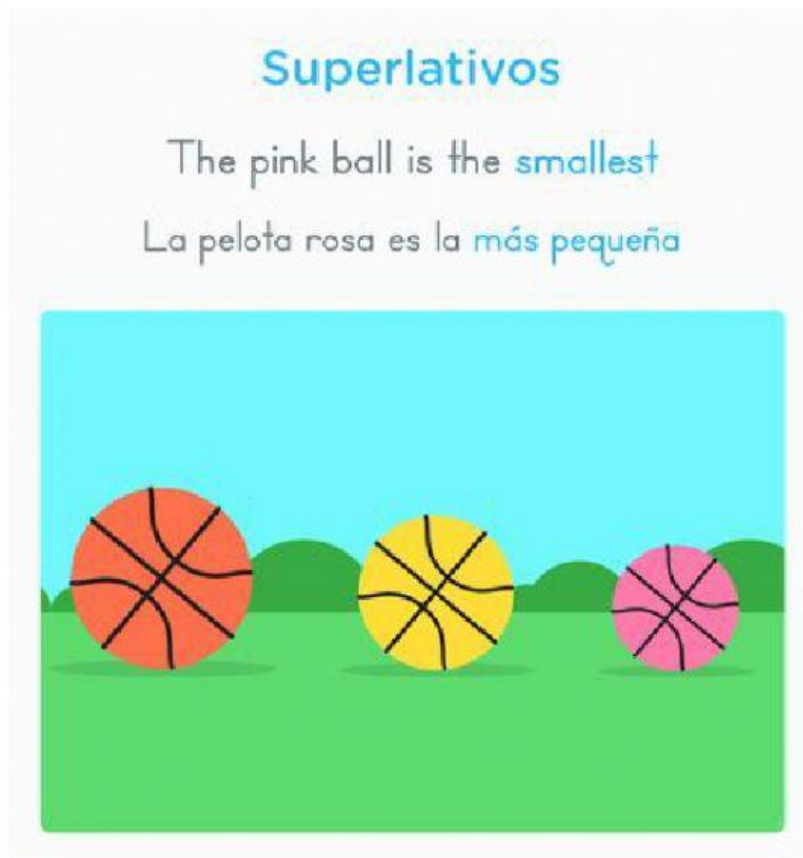 Superlativos
The pink ball is the smallest
La pelota rosa es la más pequeña